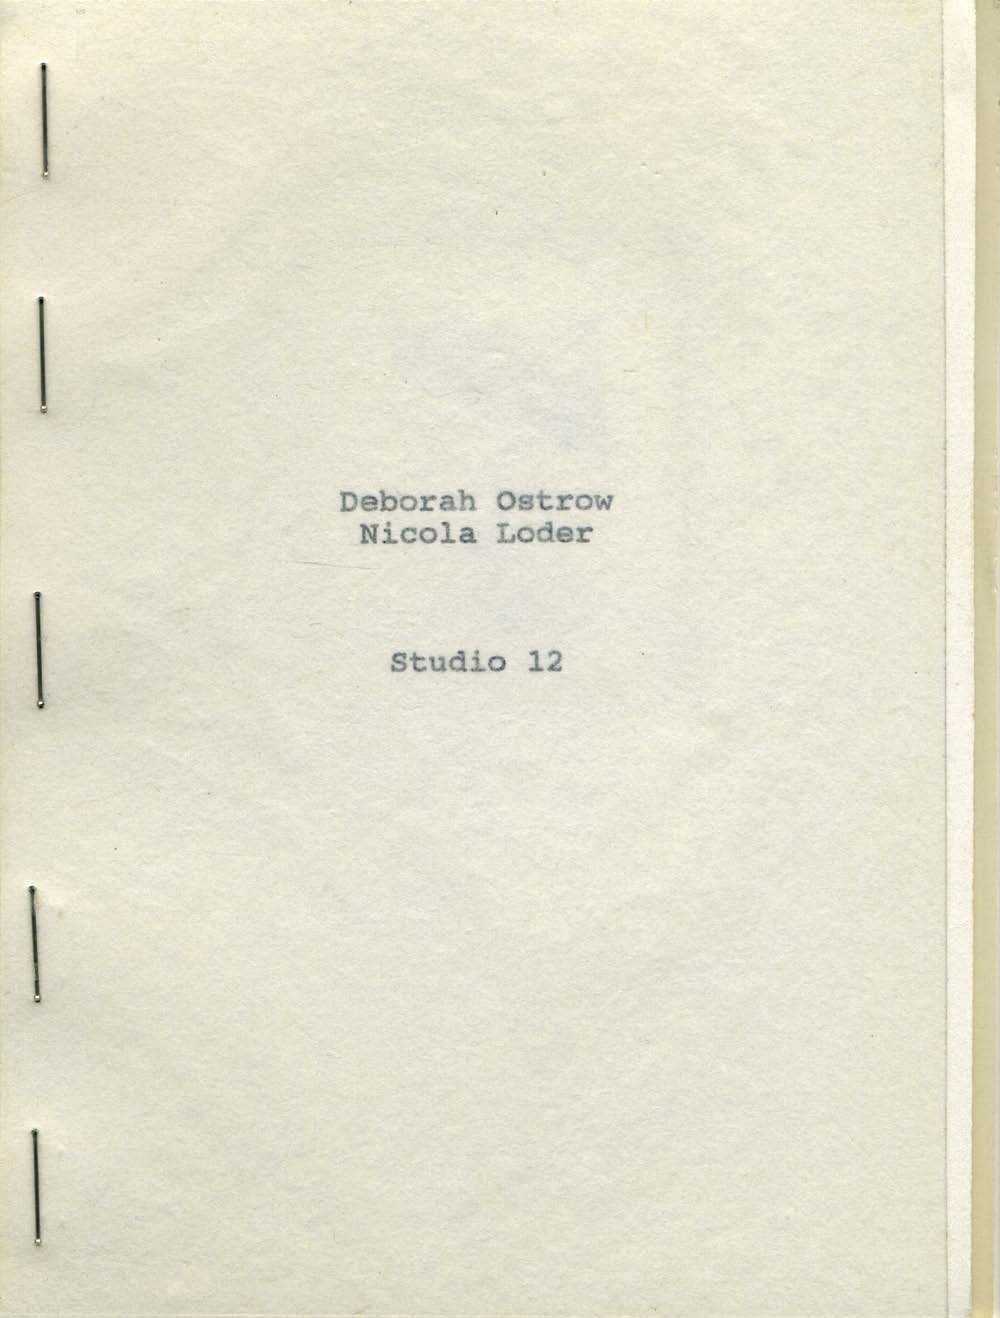 Deborah Ostrow
Nicola Loder
Studio 12